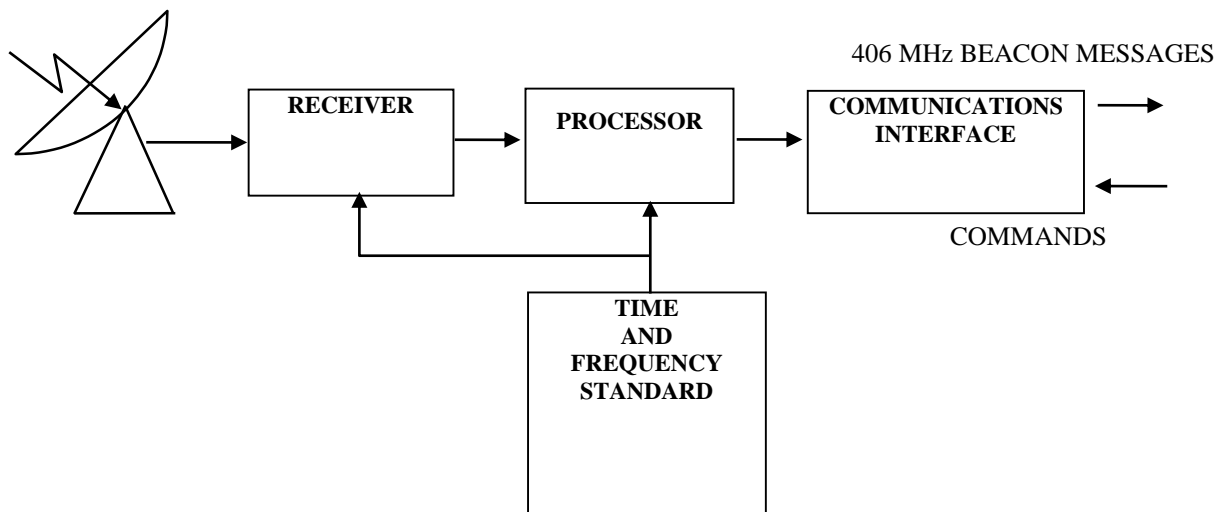 406 MHz BEACON MESSAGES
RECEIVER
PROCESSOR
COMMUNICATIONS
INTERFACE
COMMANDS
TIME
AND
FREQUENCY
STANDARD